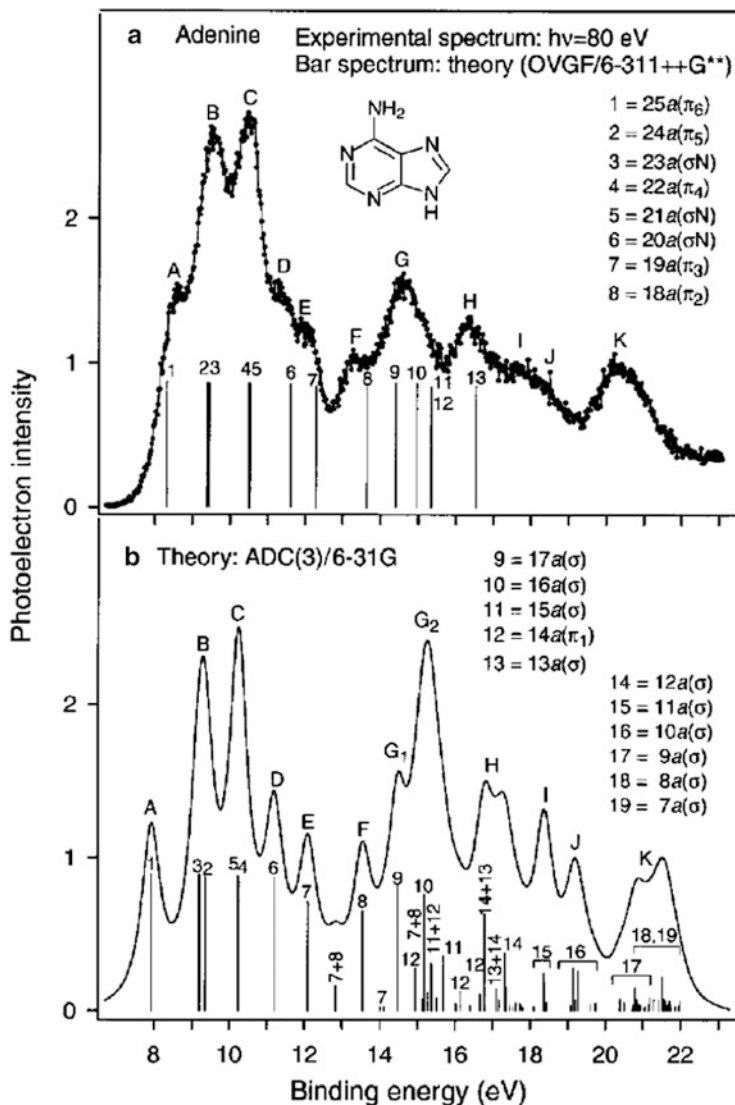 a Adenine
Experimental spectrum: hν=80 eV
Bar spectrum: theory (OVGF/6-311++G**)
1 = 25a(π₆)
2 = 24a(π₅)
3 = 23a(σN)
4 = 22a(π₄)
5 = 21a(σN)
6 = 20a(σN)
7 = 19a(π₃)
8 = 18a(π₂)
NH₂
N
N
N
N
H
A
B
C
D
E
F
G
H
I
J
K
2
1
0
1
23
45
6
7
8
9
10
11
12
13
Photoelectron intensity
b Theory: ADC(3)/6-31G
9 = 17a(σ)
10 = 16a(σ)
11 = 15a(σ)
12 = 14a(π₁)
13 = 13a(σ)
14 = 12a(σ)
15 = 11a(σ)
16 = 10a(σ)
17 = 9a(σ)
18 = 8a(σ)
19 = 7a(σ)
A
B
C
D
E
F
G₁
G₂
H
I
J
K
2
1
0
1
3
2
5
4
6
7
7+8
7
8
9
12
7+8
10
11+12
11
12
12
14+13
13+14
14
15
16
17
18,19
8
10
12
14
16
18
20
22
Binding energy (eV)